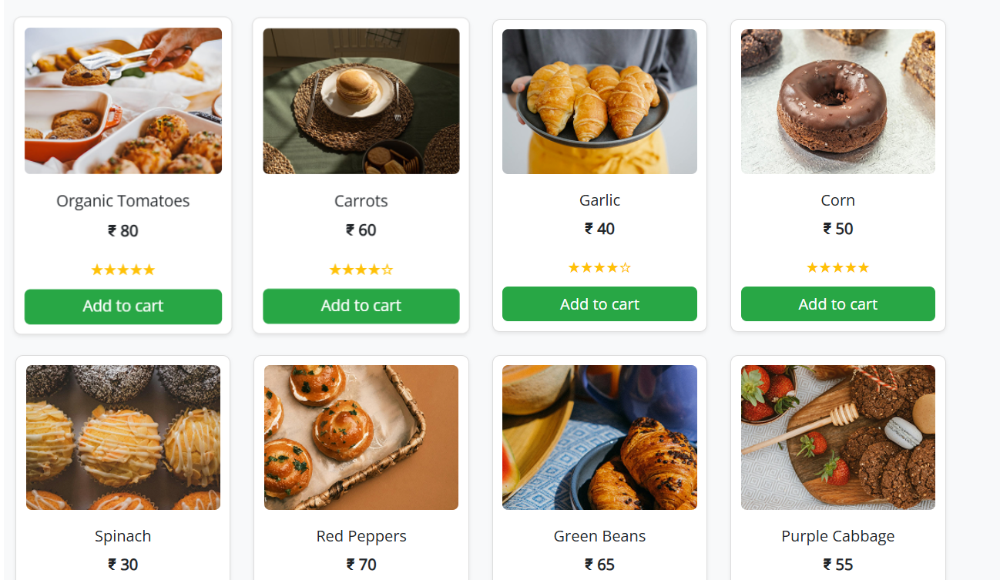 Organic Tomatoes
₹ 80
★★★★★
Add to cart
Carrots
₹ 60
★★★★☆
Add to cart
Garlic
₹ 40
★★★★☆
Add to cart
Corn
₹ 50
★★★★★
Add to cart
Spinach
₹ 30
Red Peppers
₹ 70
Green Beans
₹ 65
Purple Cabbage
₹ 55